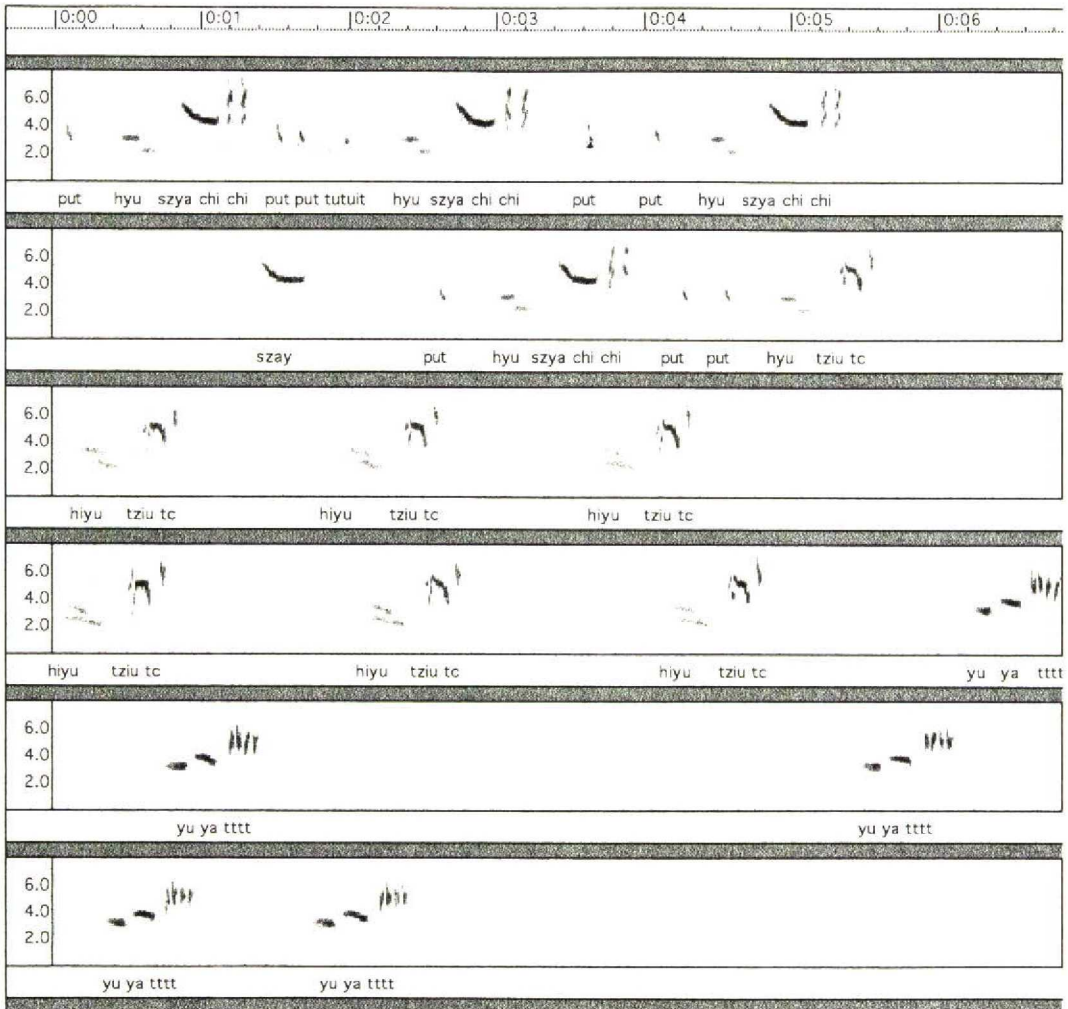 0:00 0:01 0:02 0:03 0:04 0:05 0:06
6.0
4.0
2.0
put hyu szya chi chi put put tutuit hyu szya chi chi put put hyu szya chi chi
6.0
4.0
2.0
szay put hyu szya chi chi put put hyu tziu tc
6.0
4.0
2.0
hiyu tziu tc hiyu tziu tc hiyu tziu tc
6.0
4.0
2.0
hiyu tziu tc hiyu tziu tc hiyu tziu tc yu ya tttt
6.0
4.0
2.0
yu ya tttt yu ya tttt
6.0
4.0
2.0
yu ya tttt yu ya tttt